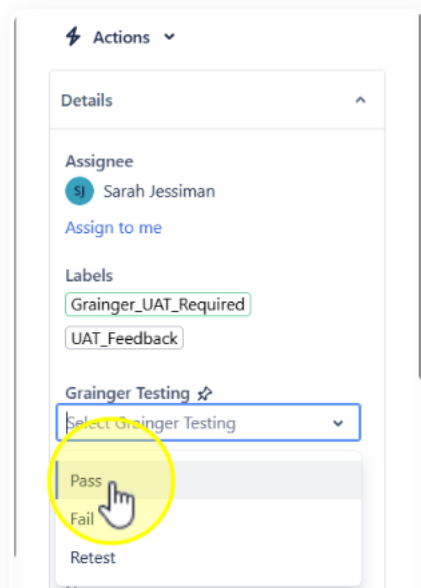 Actions
Details
Assignee
SJ Sarah Jessiman
Assign to me
Labels
Grainger_UAT_Required
UAT_Feedback
Grainger Testing
Select Grainger Testing
Pass
Fail
Retest